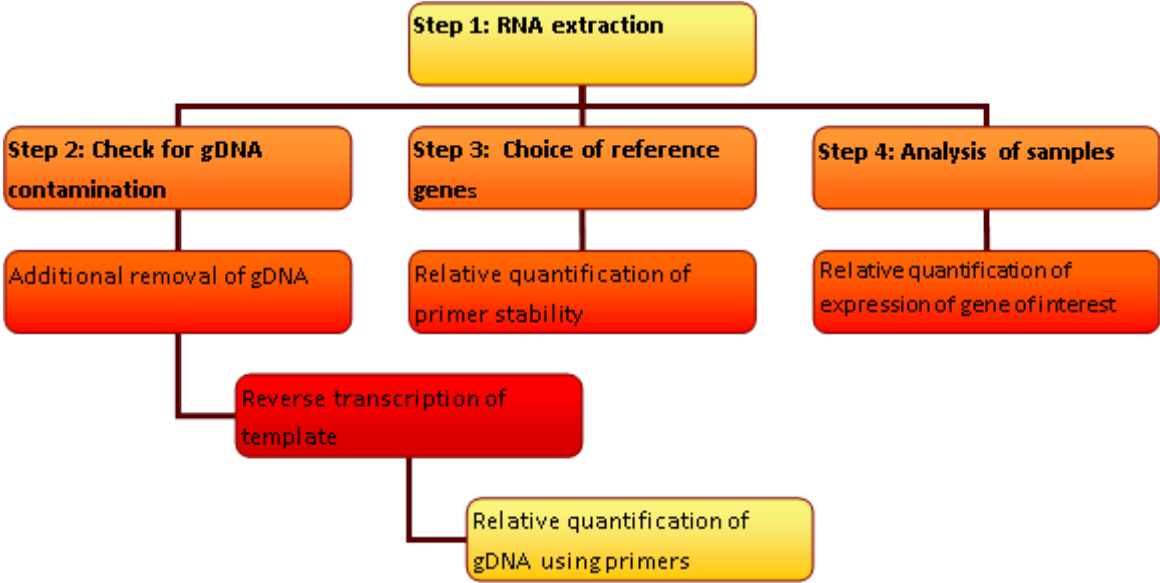 Step 1: RNA extraction
Step 2: Check for gDNA
contamination
Step 3: Choice of reference
genes
Step 4: Analysis of samples
Additional removal of gDNA
Relative quantification of
primer stability
Relative quantification of
expression of gene of interest
Reverse transcription of
template
Relative quantification of
gDNA using primers